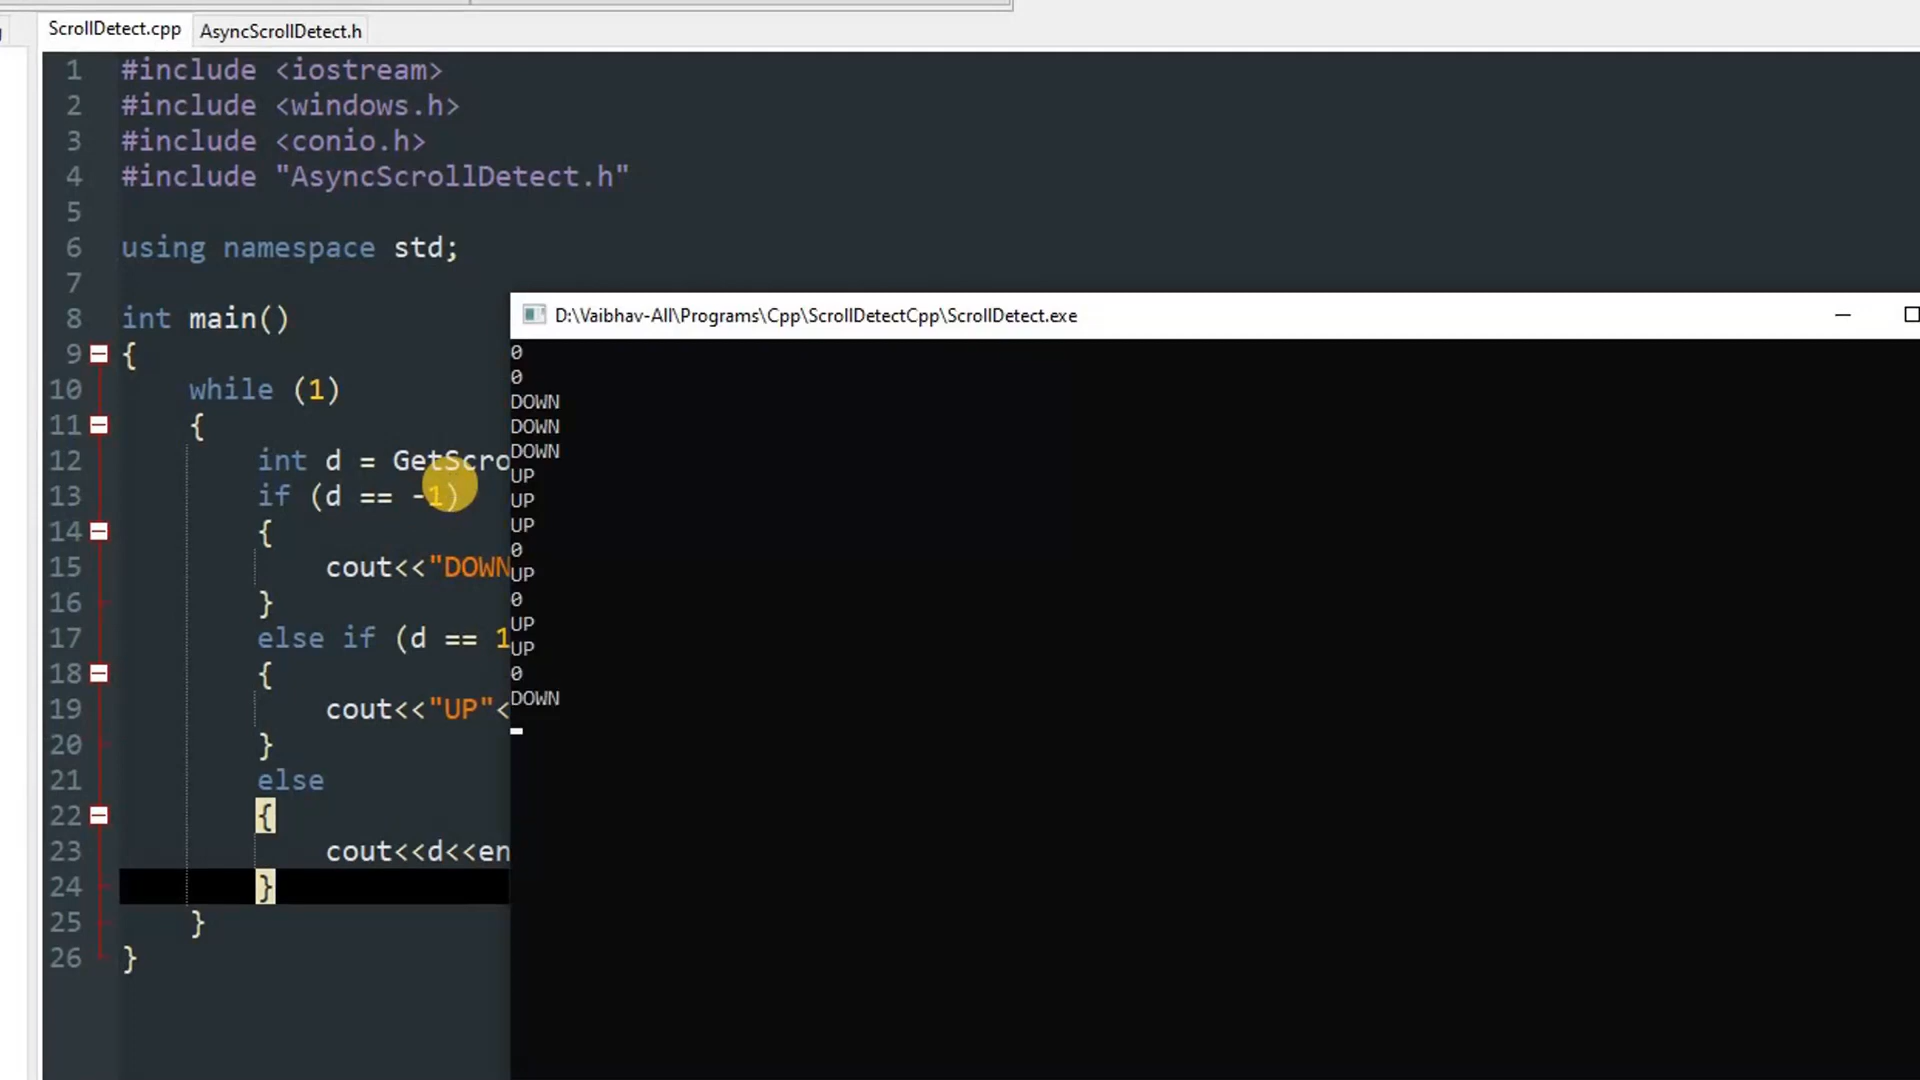 ScrollDetect.cpp
AsyncScrollDetect.h
1 #include <iostream>
2 #include <windows.h>
3 #include <conio.h>
4 #include "AsyncScrollDetect.h"
5
6 using namespace std;
7
8 int main()
9 {
10 while (1)
11 {
12 int d = GetScro
13 if (d == -1)
14 {
15 cout<<"DOWN
16 }
17 else if (d == 1
18 {
19 cout<<"UP"<
20 }
21 else
22 {
23 cout<<d<<en
24 }
25 }
26 }
D:\Vaibhav-All\Programs\Cpp\ScrollDetectCpp\ScrollDetect.exe
0
0
DOWN
DOWN
DOWN
UP
UP
UP
0
UP
0
UP
UP
0
DOWN